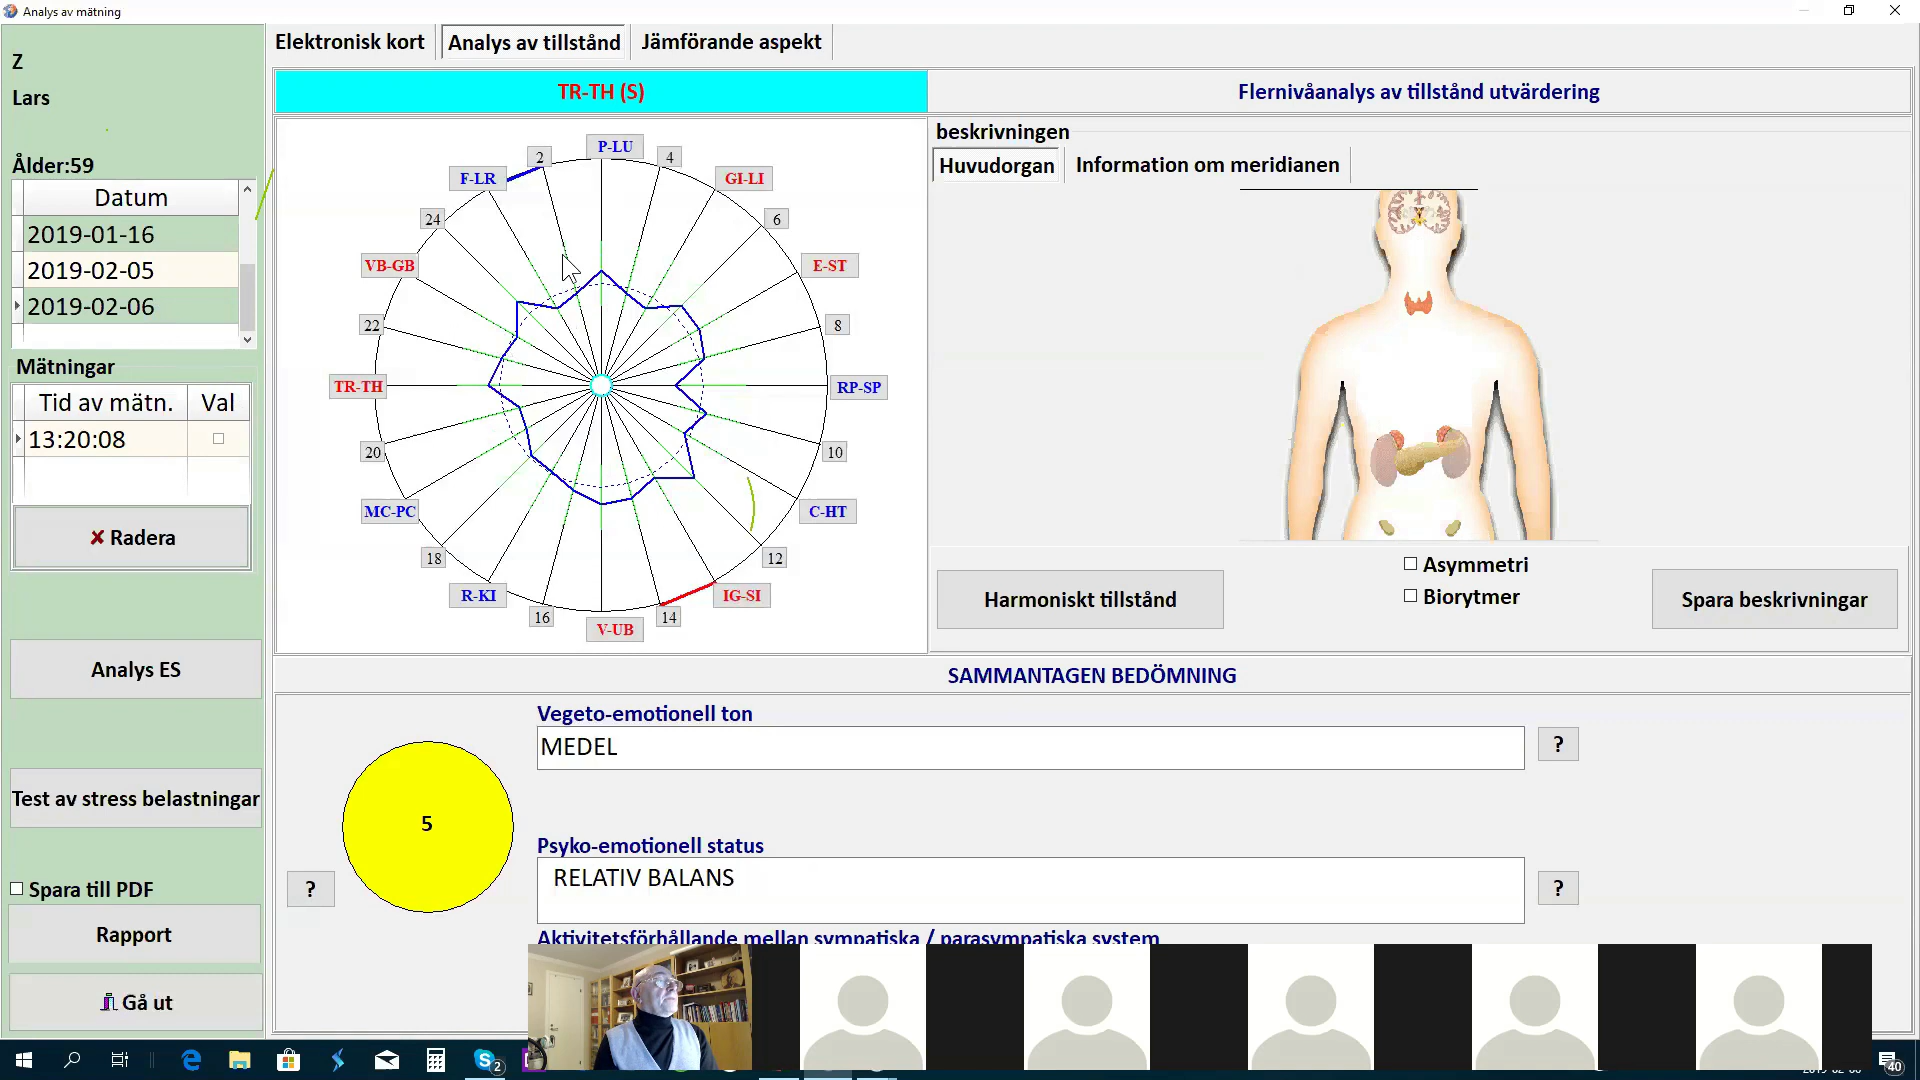 Analys av mätning
Z
Lars
Ålder:59
Datum
2019-01-16
2019-02-05
2019-02-06
Mätningar
Tid av mätn. Val
13:20:08
Radera
Analys ES
Test av stress belastningar
Spara till PDF
Rapport
Gå ut
Elektronisk kort
Analys av tillstånd
Jämförande aspekt
TR-TH (S)
P-LU
4
GI-LI
6
E-ST
8
RP-SP
10
C-HT
12
IG-SI
14
V-UB
16
R-KI
18
MC-PC
20
TR-TH
22
VB-GB
24
F-LR
2
Flernivåanalys av tillstånd utvärdering
beskrivningen
Huvudorgan
Information om meridianen
Harmoniskt tillstånd
Asymmetri
Biorytmer
Spara beskrivningar
SAMMANTAGEN BEDÖMNING
5
?
Vegeto-emotionell ton
MEDEL
?
Psyko-emotionell status
RELATIV BALANS
?
Aktivitetsförhållande mellan sympatiska / parasympatiska system
2
40